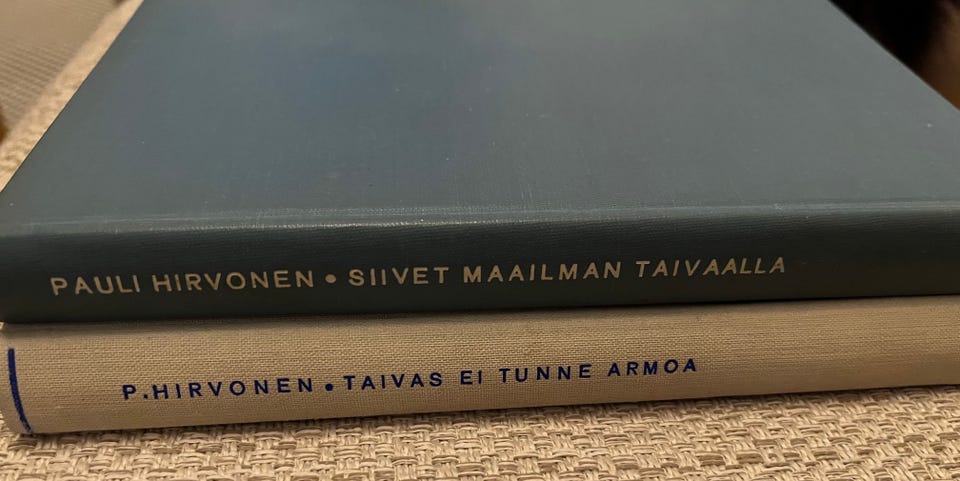 PAULI HIRVONEN • SIIVET MAAILMAN TAIVAALLA
P.HIRVONEN • TAIVAS EI TUNNE ARMOA